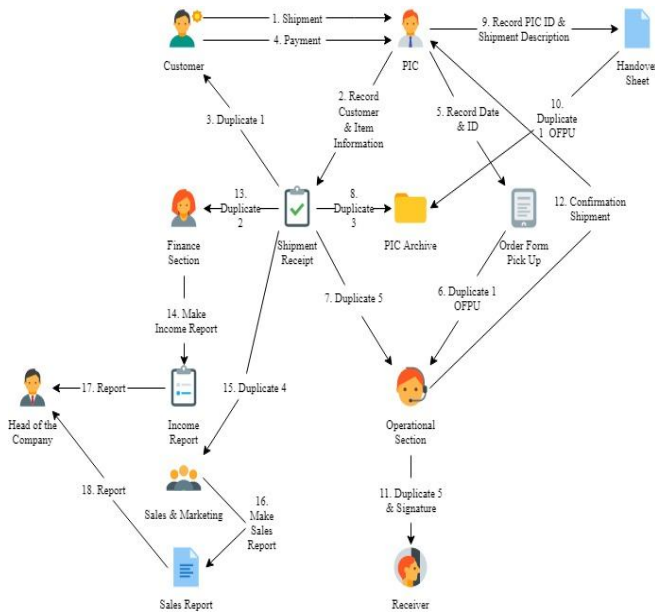 1. Shipment
4. Payment
9. Record PIC ID &
Shipment Description
Customer
PIC
Handover
Sheet
2. Record
Customer
& Item
Information
5. Record Date
& ID
10.
Duplicate
1 OFPU
3. Duplicate 1
13.
Duplicate
2
8.
Duplicate
3
12. Confirmation
Shipment
Finance
Section
Shipment
Receipt
PIC Archive
Order Form
Pick Up
7. Duplicate 5
6. Duplicate 1
OFPU
14. Make
Income Report
17. Report
15. Duplicate 4
Head of the
Company
Income
Report
Operational
Section
18. Report
Sales & Marketing
16.
Make
Sales
Report
11. Duplicate 5
& Signature
Sales Report
Receiver